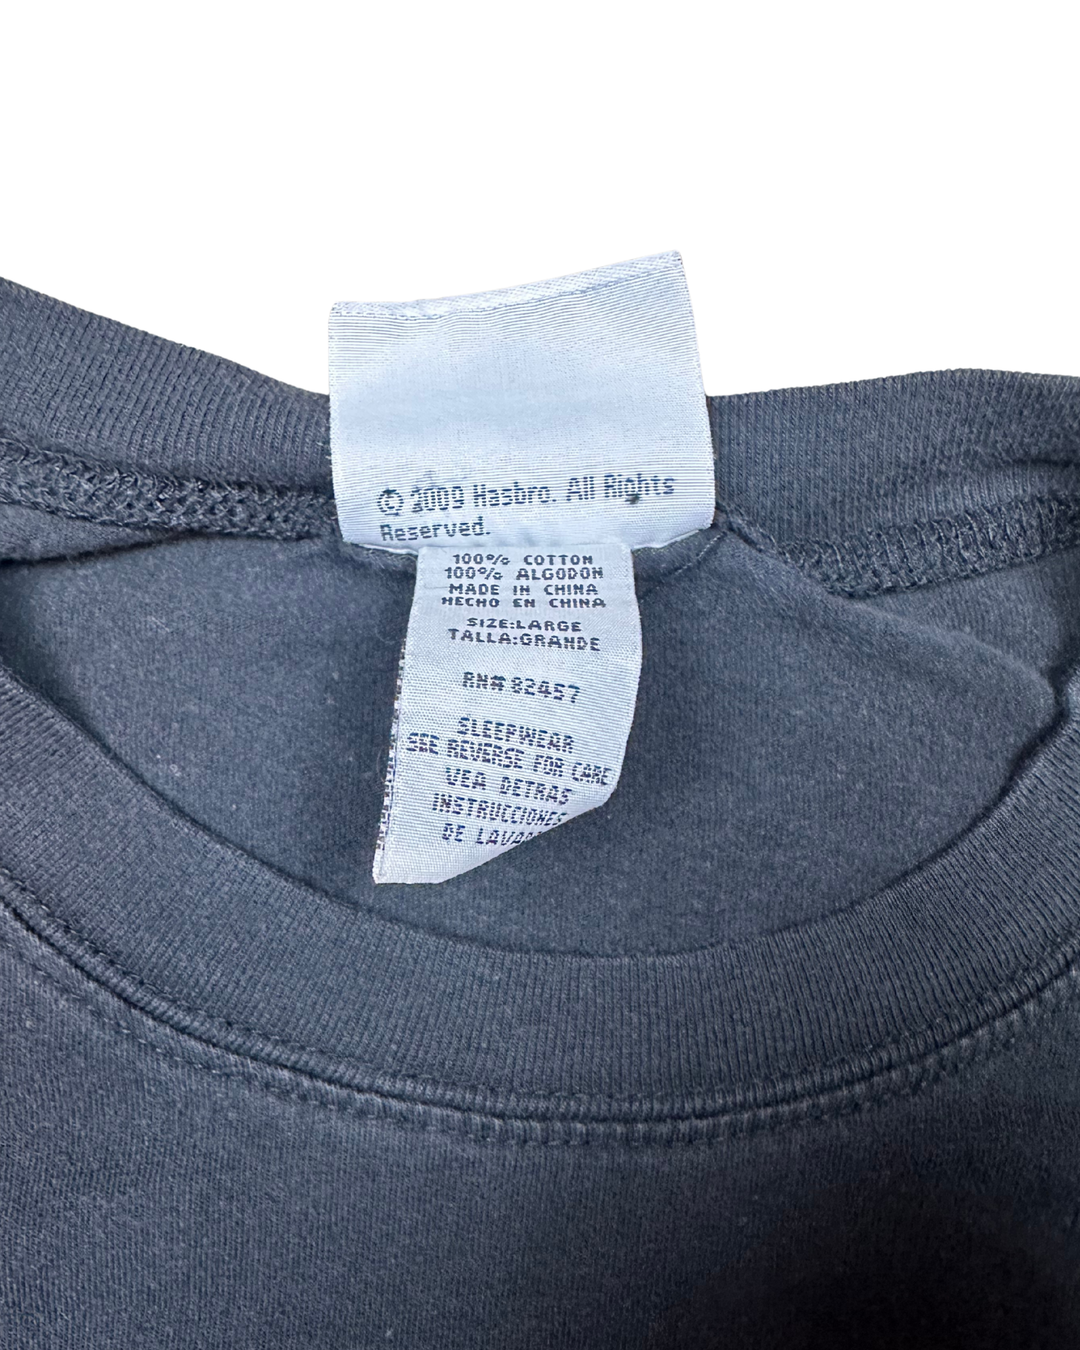 © 2009 Hasbro. All Rights
Reserved.
100% COTTON
100% ALGODON
MADE IN CHINA
HECHO EN CHINA
SIZE:LARGE
TALLA:GRANDE
RN# 82457
SLEEPWEAR
SEE REVERSE FOR CARE
VEA DETRAS
INSTRUCCIONES
DE